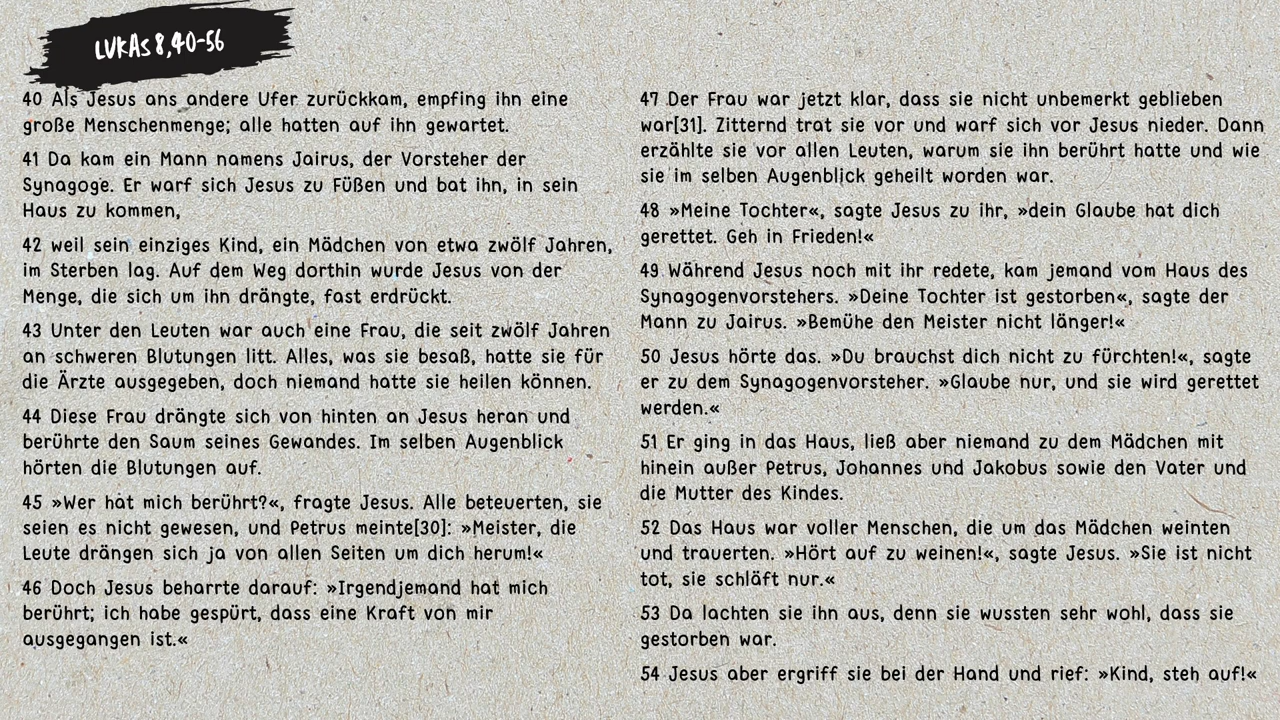 LUKAS 8,40-56
40 Als Jesus ans andere Ufer zurückkam, empfing ihn eine
große Menschenmenge; alle hatten auf ihn gewartet.
41 Da kam ein Mann namens Jairus, der Vorsteher der
Synagoge. Er warf sich Jesus zu Füßen und bat ihn, in sein
Haus zu kommen,
42 weil sein einziges Kind, ein Mädchen von etwa zwölf Jahren,
im Sterben lag. Auf dem Weg dorthin wurde Jesus von der
Menge, die sich um ihn drängte, fast erdrückt.
43 Unter den Leuten war auch eine Frau, die seit zwölf Jahren
an schweren Blutungen litt. Alles, was sie besaß, hatte sie für
die Ärzte ausgegeben, doch niemand hatte sie heilen können.
44 Diese Frau drängte sich von hinten an Jesus heran und
berührte den Saum seines Gewandes. Im selben Augenblick
hörten die Blutungen auf.
45 »Wer hat mich berührt?«, fragte Jesus. Alle beteuerten, sie
seien es nicht gewesen, und Petrus meinte[30]: »Meister, die
Leute drängen sich ja von allen Seiten um dich herum!«
46 Doch Jesus beharrte darauf: »Irgendjemand hat mich
berührt; ich habe gespürt, dass eine Kraft von mir
ausgegangen ist.«
47 Der Frau war jetzt klar, dass sie nicht unbemerkt geblieben
war[31]. Zitternd trat sie vor und warf sich vor Jesus nieder. Dann
erzählte sie vor allen Leuten, warum sie ihn berührt hatte und wie
sie im selben Augenblick geheilt worden war.
48 »Meine Tochter«, sagte Jesus zu ihr, »dein Glaube hat dich
gerettet. Geh in Frieden!«
49 Während Jesus noch mit ihr redete, kam jemand vom Haus des
Synagogenvorstehers. »Deine Tochter ist gestorben«, sagte der
Mann zu Jairus. »Bemühe den Meister nicht länger!«
50 Jesus hörte das. »Du brauchst dich nicht zu fürchten!«, sagte
er zu dem Synagogenvorsteher. »Glaube nur, und sie wird gerettet
werden.«
51 Er ging in das Haus, ließ aber niemand zu dem Mädchen mit
hinein außer Petrus, Johannes und Jakobus sowie den Vater und
die Mutter des Kindes.
52 Das Haus war voller Menschen, die um das Mädchen weinten
und trauerten. »Hört auf zu weinen!«, sagte Jesus. »Sie ist nicht
tot, sie schläft nur.«
53 Da lachten sie ihn aus, denn sie wussten sehr wohl, dass sie
gestorben war.
54 Jesus aber ergriff sie bei der Hand und rief: »Kind, steh auf!«